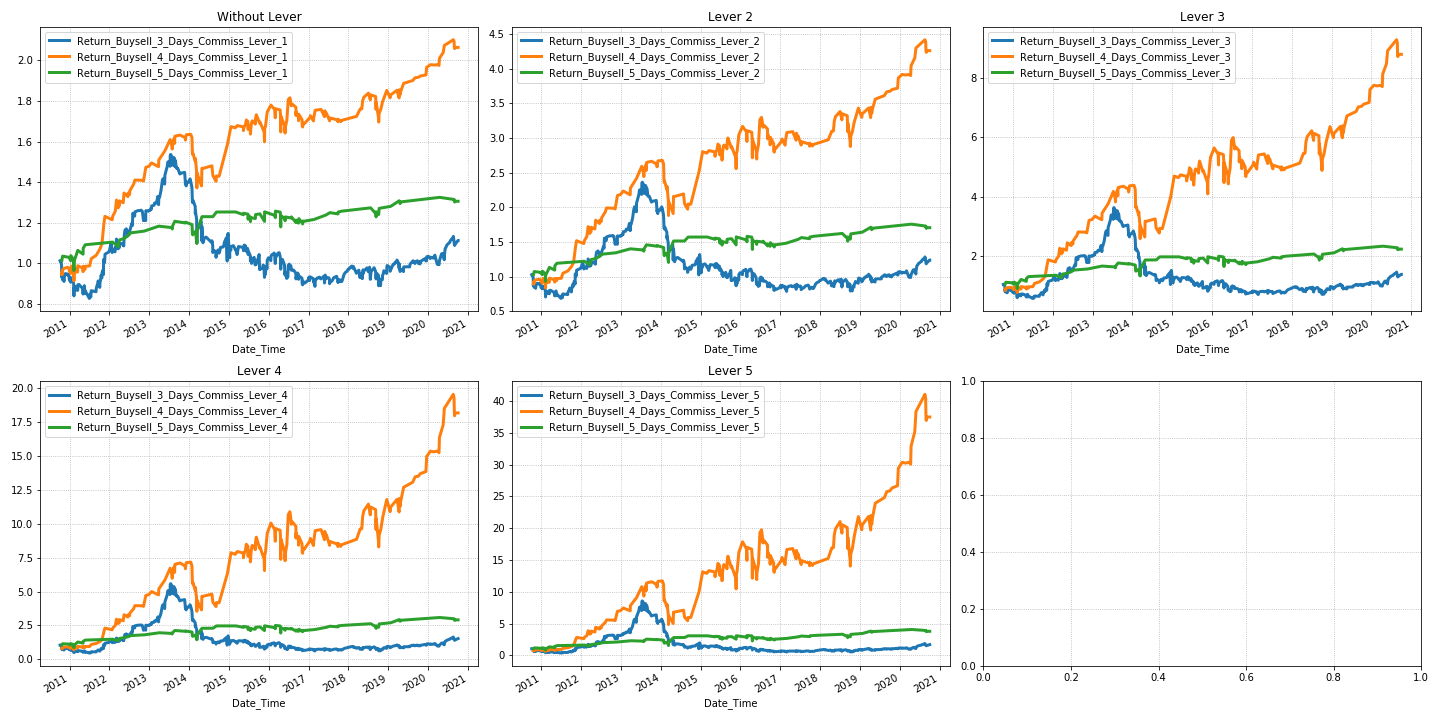 Without Lever
Return_Buysell_3_Days_Commiss_Lever_1
Return_Buysell_4_Days_Commiss_Lever_1
Return_Buysell_5_Days_Commiss_Lever_1
2.0
1.8
1.6
1.4
1.2
1.0
0.8
2011 2012 2013 2014 2015 2016 2017 2018 2019 2020 2021
Date_Time
Lever 2
Return_Buysell_3_Days_Commiss_Lever_2
Return_Buysell_4_Days_Commiss_Lever_2
Return_Buysell_5_Days_Commiss_Lever_2
4.5
4.0
3.5
3.0
2.5
2.0
1.5
1.0
0.5
2011 2012 2013 2014 2015 2016 2017 2018 2019 2020 2021
Date_Time
Lever 3
Return_Buysell_3_Days_Commiss_Lever_3
Return_Buysell_4_Days_Commiss_Lever_3
Return_Buysell_5_Days_Commiss_Lever_3
8
6
4
2
2011 2012 2013 2014 2015 2016 2017 2018 2019 2020 2021
Date_Time
Lever 4
Return_Buysell_3_Days_Commiss_Lever_4
Return_Buysell_4_Days_Commiss_Lever_4
Return_Buysell_5_Days_Commiss_Lever_4
20.0
17.5
15.0
12.5
10.0
7.5
5.0
2.5
0.0
2011 2012 2013 2014 2015 2016 2017 2018 2019 2020 2021
Date_Time
Lever 5
Return_Buysell_3_Days_Commiss_Lever_5
Return_Buysell_4_Days_Commiss_Lever_5
Return_Buysell_5_Days_Commiss_Lever_5
40
35
30
25
20
15
10
5
0
2011 2012 2013 2014 2015 2016 2017 2018 2019 2020 2021
Date_Time
1.0
0.8
0.6
0.4
0.2
0.0
0.0 0.2 0.4 0.6 0.8 1.0